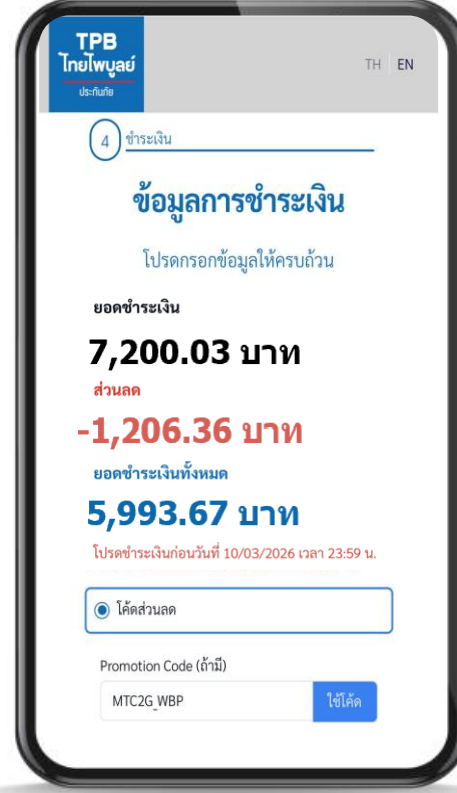 TPB
ไทยไพบูลย์
ประกันภัย
TH EN
4 ชำระเงิน
ข้อมูลการชำระเงิน
โปรดกรอกข้อมูลให้ครบถ้วน
ยอดชำระเงิน
7,200.03 บาท
ส่วนลด
-1,206.36 บาท
ยอดชำระเงินทั้งหมด
5,993.67 บาท
โปรดชำระเงินก่อนวันที่ 10/03/2026 เวลา 23:59 น.
โค้ดส่วนลด
Promotion Code (ถ้ามี)
MTC2G_WBP ใช้โค้ด